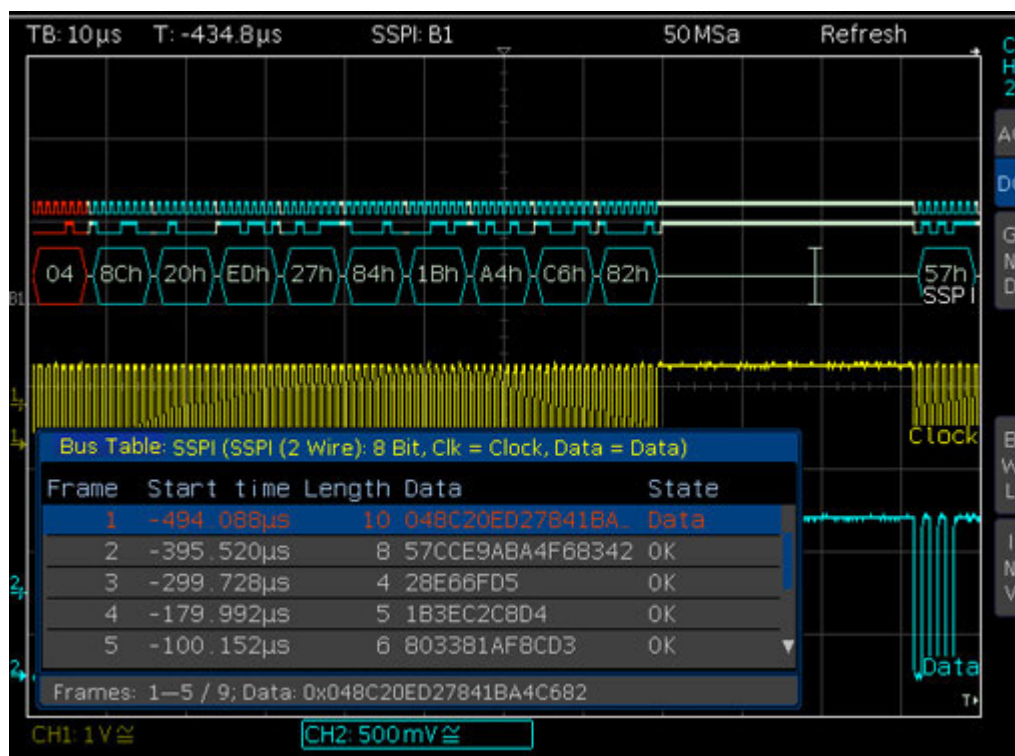 TB: 10µs T: -434.8µs SSPI: B1 50MSa Refresh
04 8Ch 20h EDh 27h 84h 1Bh A4h C6h 82h 57h
SSPI
B1
Clock
Bus Table: SSPI (SSPI (2 Wire): 8 Bit, Clk = Clock, Data = Data)
Frame Start time Length Data State
1 -494.088µs 10 048C20ED27841BA… Data
2 -395.520µs 8 57CCE9ABA4F68342 OK
3 -299.728µs 4 28E66FD5 OK
4 -179.992µs 5 1B3EC2C8D4 OK
5 -100.152µs 6 803381AF8CD3 OK
Data
Frames: 1—5 / 9; Data: 0x048C20ED27841BA4C682
CH1: 1V≅ CH2: 500mV≅